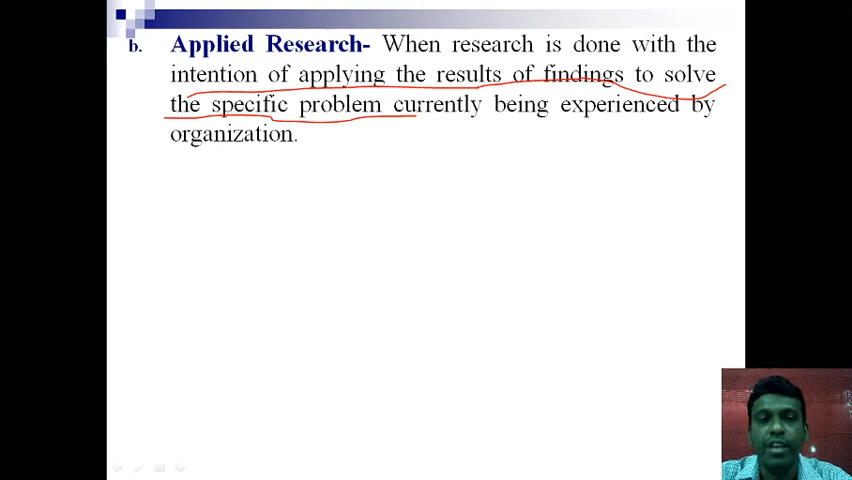 b. Applied Research- When research is done with the
intention of applying the results of findings to solve
the specific problem currently being experienced by
organization.